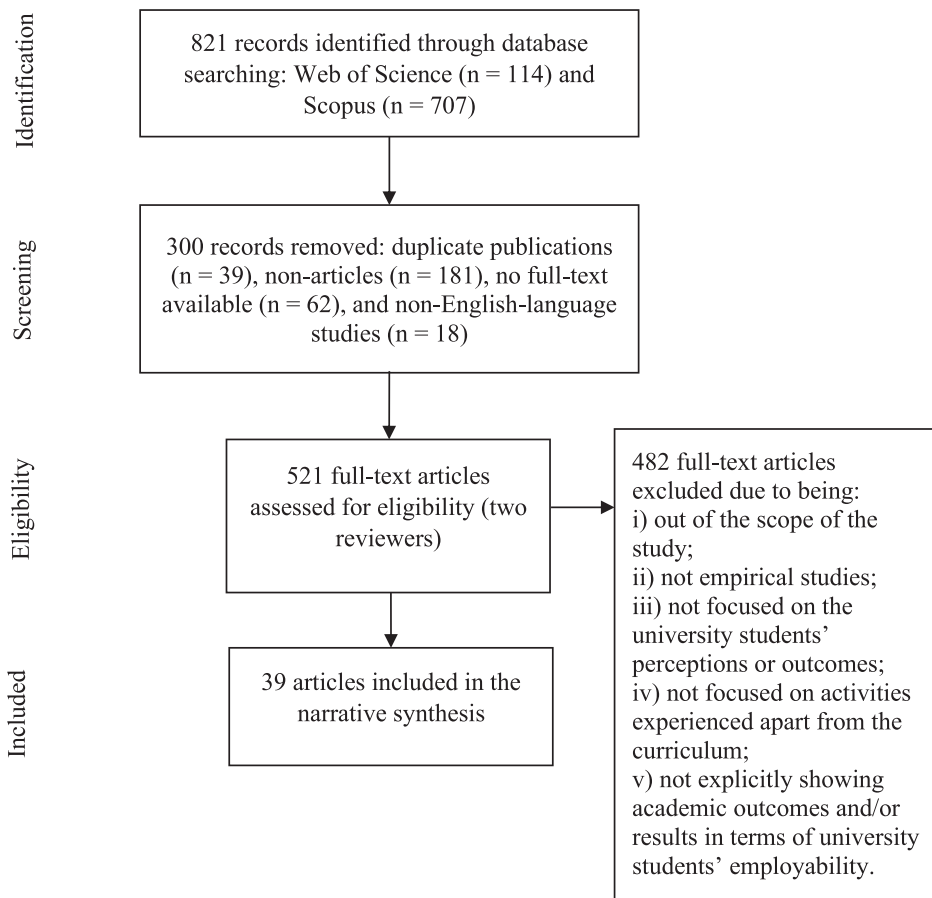 Identification
821 records identified through database
searching: Web of Science (n = 114) and
Scopus (n = 707)
Screening
300 records removed: duplicate publications
(n = 39), non-articles (n = 181), no full-text
available (n = 62), and non-English-language
studies (n = 18)
Eligibility
521 full-text articles
assessed for eligibility (two
reviewers)
482 full-text articles
excluded due to being:
i) out of the scope of the
study;
ii) not empirical studies;
iii) not focused on the
university students’
perceptions or outcomes;
iv) not focused on activities
experienced apart from the
curriculum;
v) not explicitly showing
academic outcomes and/or
results in terms of university
students’ employability.
Included
39 articles included in the
narrative synthesis